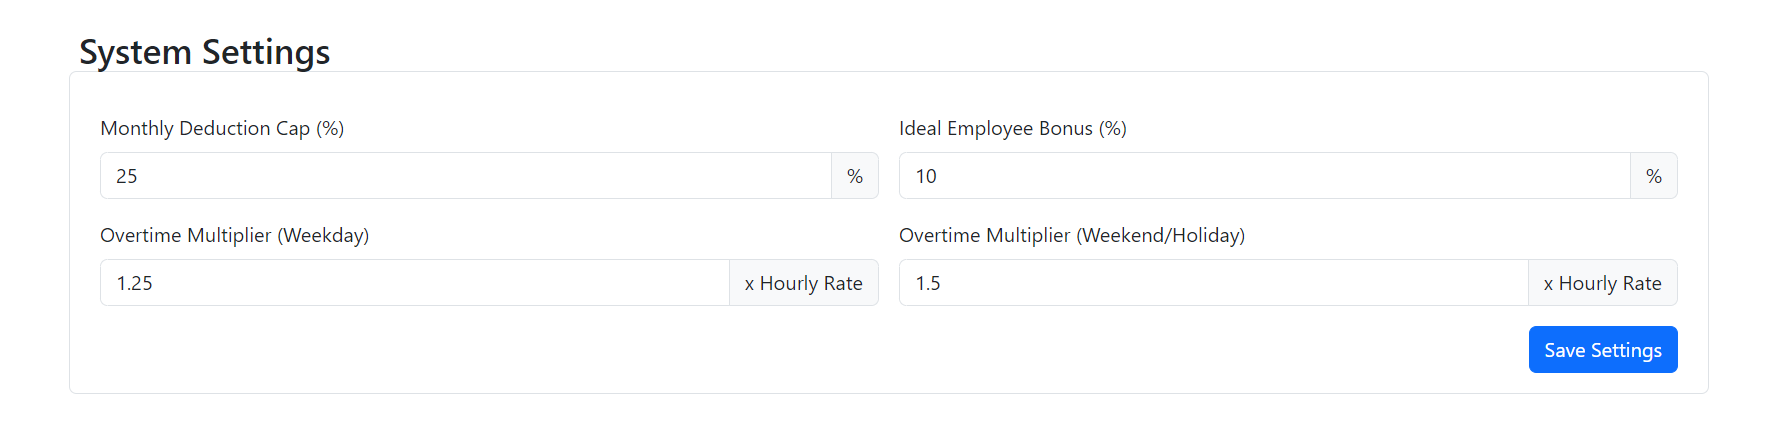 System Settings
Monthly Deduction Cap (%)
Ideal Employee Bonus (%)
25 %
10 %
Overtime Multiplier (Weekday)
Overtime Multiplier (Weekend/Holiday)
1.25 x Hourly Rate
1.5 x Hourly Rate
Save Settings